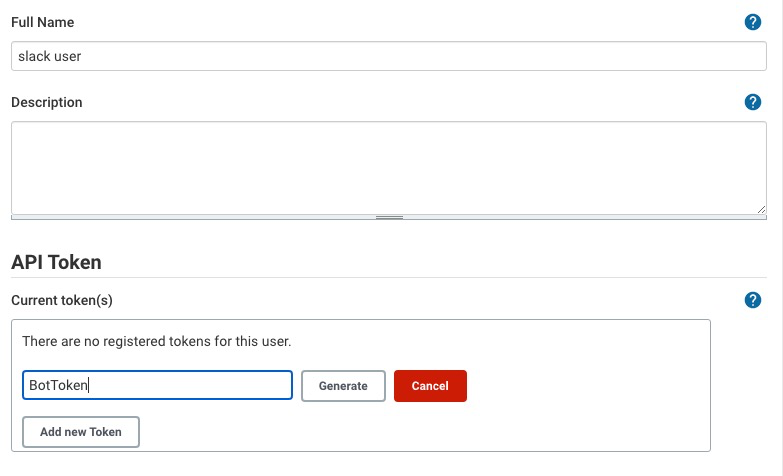 Full Name
?
slack user
Description
?
API Token
Current token(s)
?
There are no registered tokens for this user.
BotToken
Generate
Cancel
Add new Token